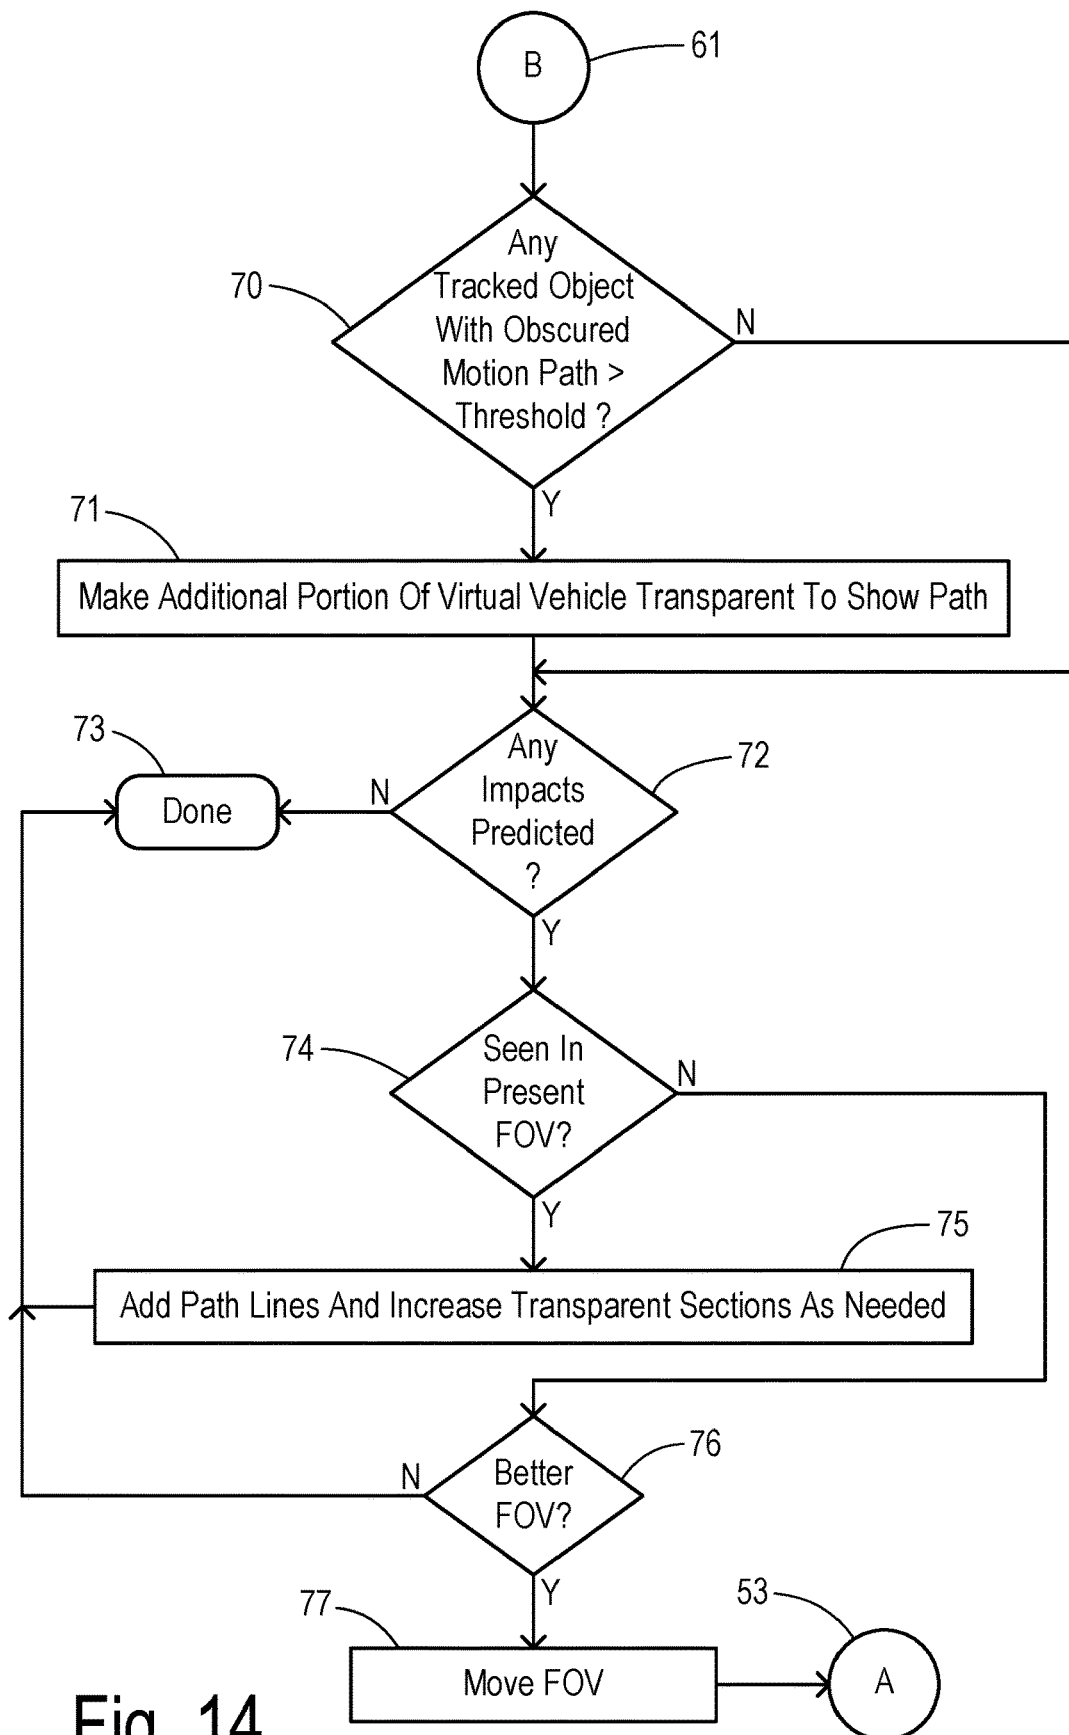 B
61
70
Any
Tracked Object
With Obscured
Motion Path >
Threshold ?
N
Y
71
Make Additional Portion Of Virtual Vehicle Transparent To Show Path
73
Done
N
Any
Impacts
Predicted
?
72
Y
74
Seen In
Present
FOV?
N
Y
75
Add Path Lines And Increase Transparent Sections As Needed
76
N
Better
FOV?
Y
77
Move FOV
53
A
Fig. 14